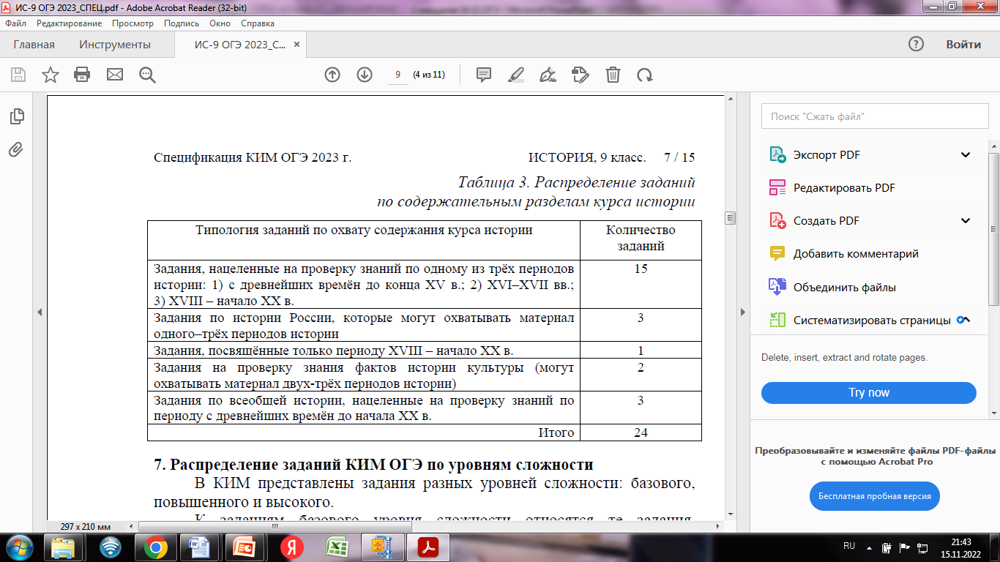 ИС-9 ОГЭ 2023_СПЕЦ.pdf - Adobe Acrobat Reader (32-bit)
Файл Редактирование Просмотр Подпись Окно Справка
Главная Инструменты ИС-9 ОГЭ 2023_С... × Войти
9 (4 из 11)
Спецификация КИМ ОГЭ 2023 г. ИСТОРИЯ, 9 класс. 7 / 15
Таблица 3. Распределение заданий
по содержательным разделам курса истории
Типология заданий по охвату содержания курса истории Количество
заданий
Задания, нацеленные на проверку знаний по одному из трёх периодов 15
истории: 1) с древнейших времён до конца XV в.; 2) XVI–XVII вв.;
3) XVIII – начало XX в.
Задания по истории России, которые могут охватывать материал 3
одного–трёх периодов истории
Задания, посвящённые только периоду XVIII – начало XX в. 1
Задания на проверку знания фактов истории культуры (могут 2
охватывать материал двух-трёх периодов истории)
Задания по всеобщей истории, нацеленные на проверку знаний по 3
периоду с древнейших времён до начала XX в.
Итого 24
7. Распределение заданий КИМ ОГЭ по уровням сложности
В КИМ представлены задания разных уровней сложности: базового,
повышенного и высокого.
К заданиям базового уровня сложности относятся те задания,
297 x 210 мм
Поиск "Сжать файл"
Экспорт PDF
Редактировать PDF
Создать PDF
Добавить комментарий
Объединить файлы
Систематизировать страницы
Delete, insert, extract and rotate pages.
Try now
Преобразовывайте и изменяйте файлы PDF-файлы
с помощью Acrobat Pro
Бесплатная пробная версия
RU
21:43
15.11.2022